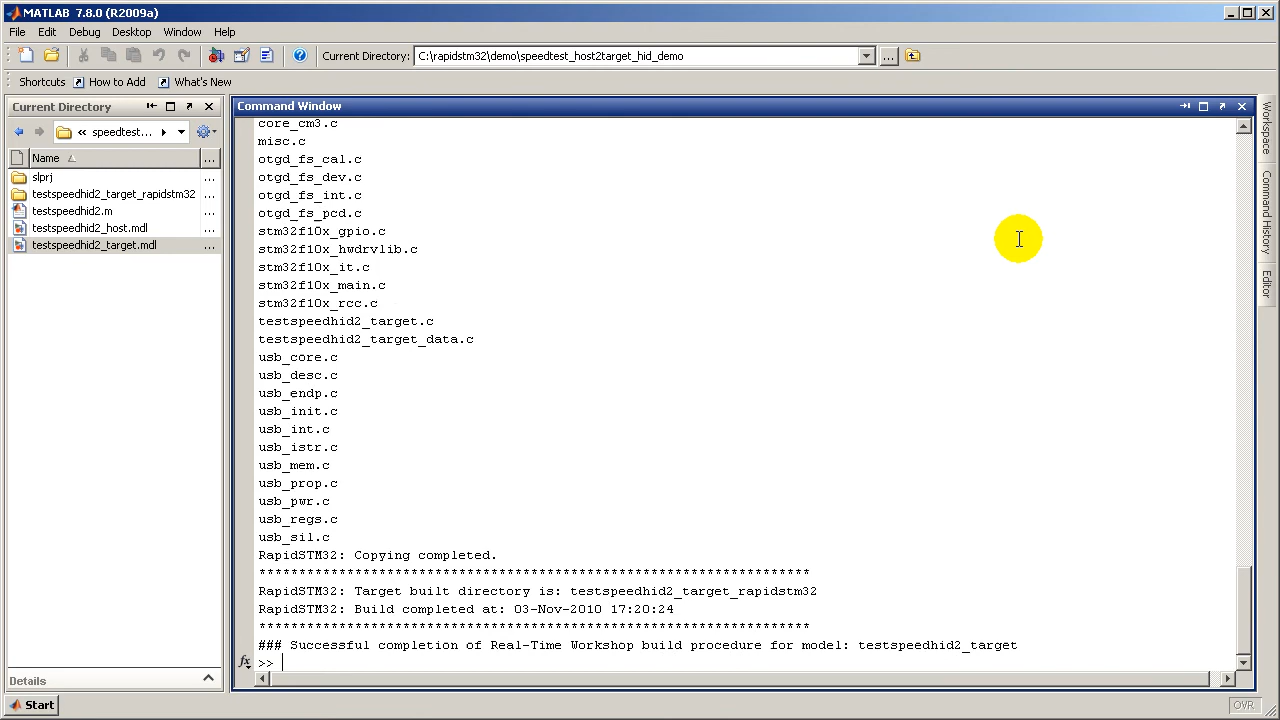 MATLAB 7.8.0 (R2009a)
File Edit Debug Desktop Window Help
Current Directory: C:\rapidstm32\demo\speedtest_host2target_hid_demo ...
Shortcuts How to Add What's New
Current Directory
« speedtest...
Name ...
slprj ...
testspeedhid2_target_rapidstm32 ...
testspeedhid2.m ...
testspeedhid2_host.mdl ...
testspeedhid2_target.mdl ...
Details
Command Window
core_cm3.c
misc.c
otgd_fs_cal.c
otgd_fs_dev.c
otgd_fs_int.c
otgd_fs_pcd.c
stm32f10x_gpio.c
stm32f10x_hwdrvlib.c
stm32f10x_it.c
stm32f10x_main.c
stm32f10x_rcc.c
testspeedhid2_target.c
testspeedhid2_target_data.c
usb_core.c
usb_desc.c
usb_endp.c
usb_init.c
usb_int.c
usb_istr.c
usb_mem.c
usb_prop.c
usb_pwr.c
usb_regs.c
usb_sil.c
RapidSTM32: Copying completed.
*********************************************************************
RapidSTM32: Target built directory is: testspeedhid2_target_rapidstm32
RapidSTM32: Build completed at: 03-Nov-2010 17:20:24
*********************************************************************
### Successful completion of Real-Time Workshop build procedure for model: testspeedhid2_target
fx >>
Workspace
Command History
Editor
Start
OVR